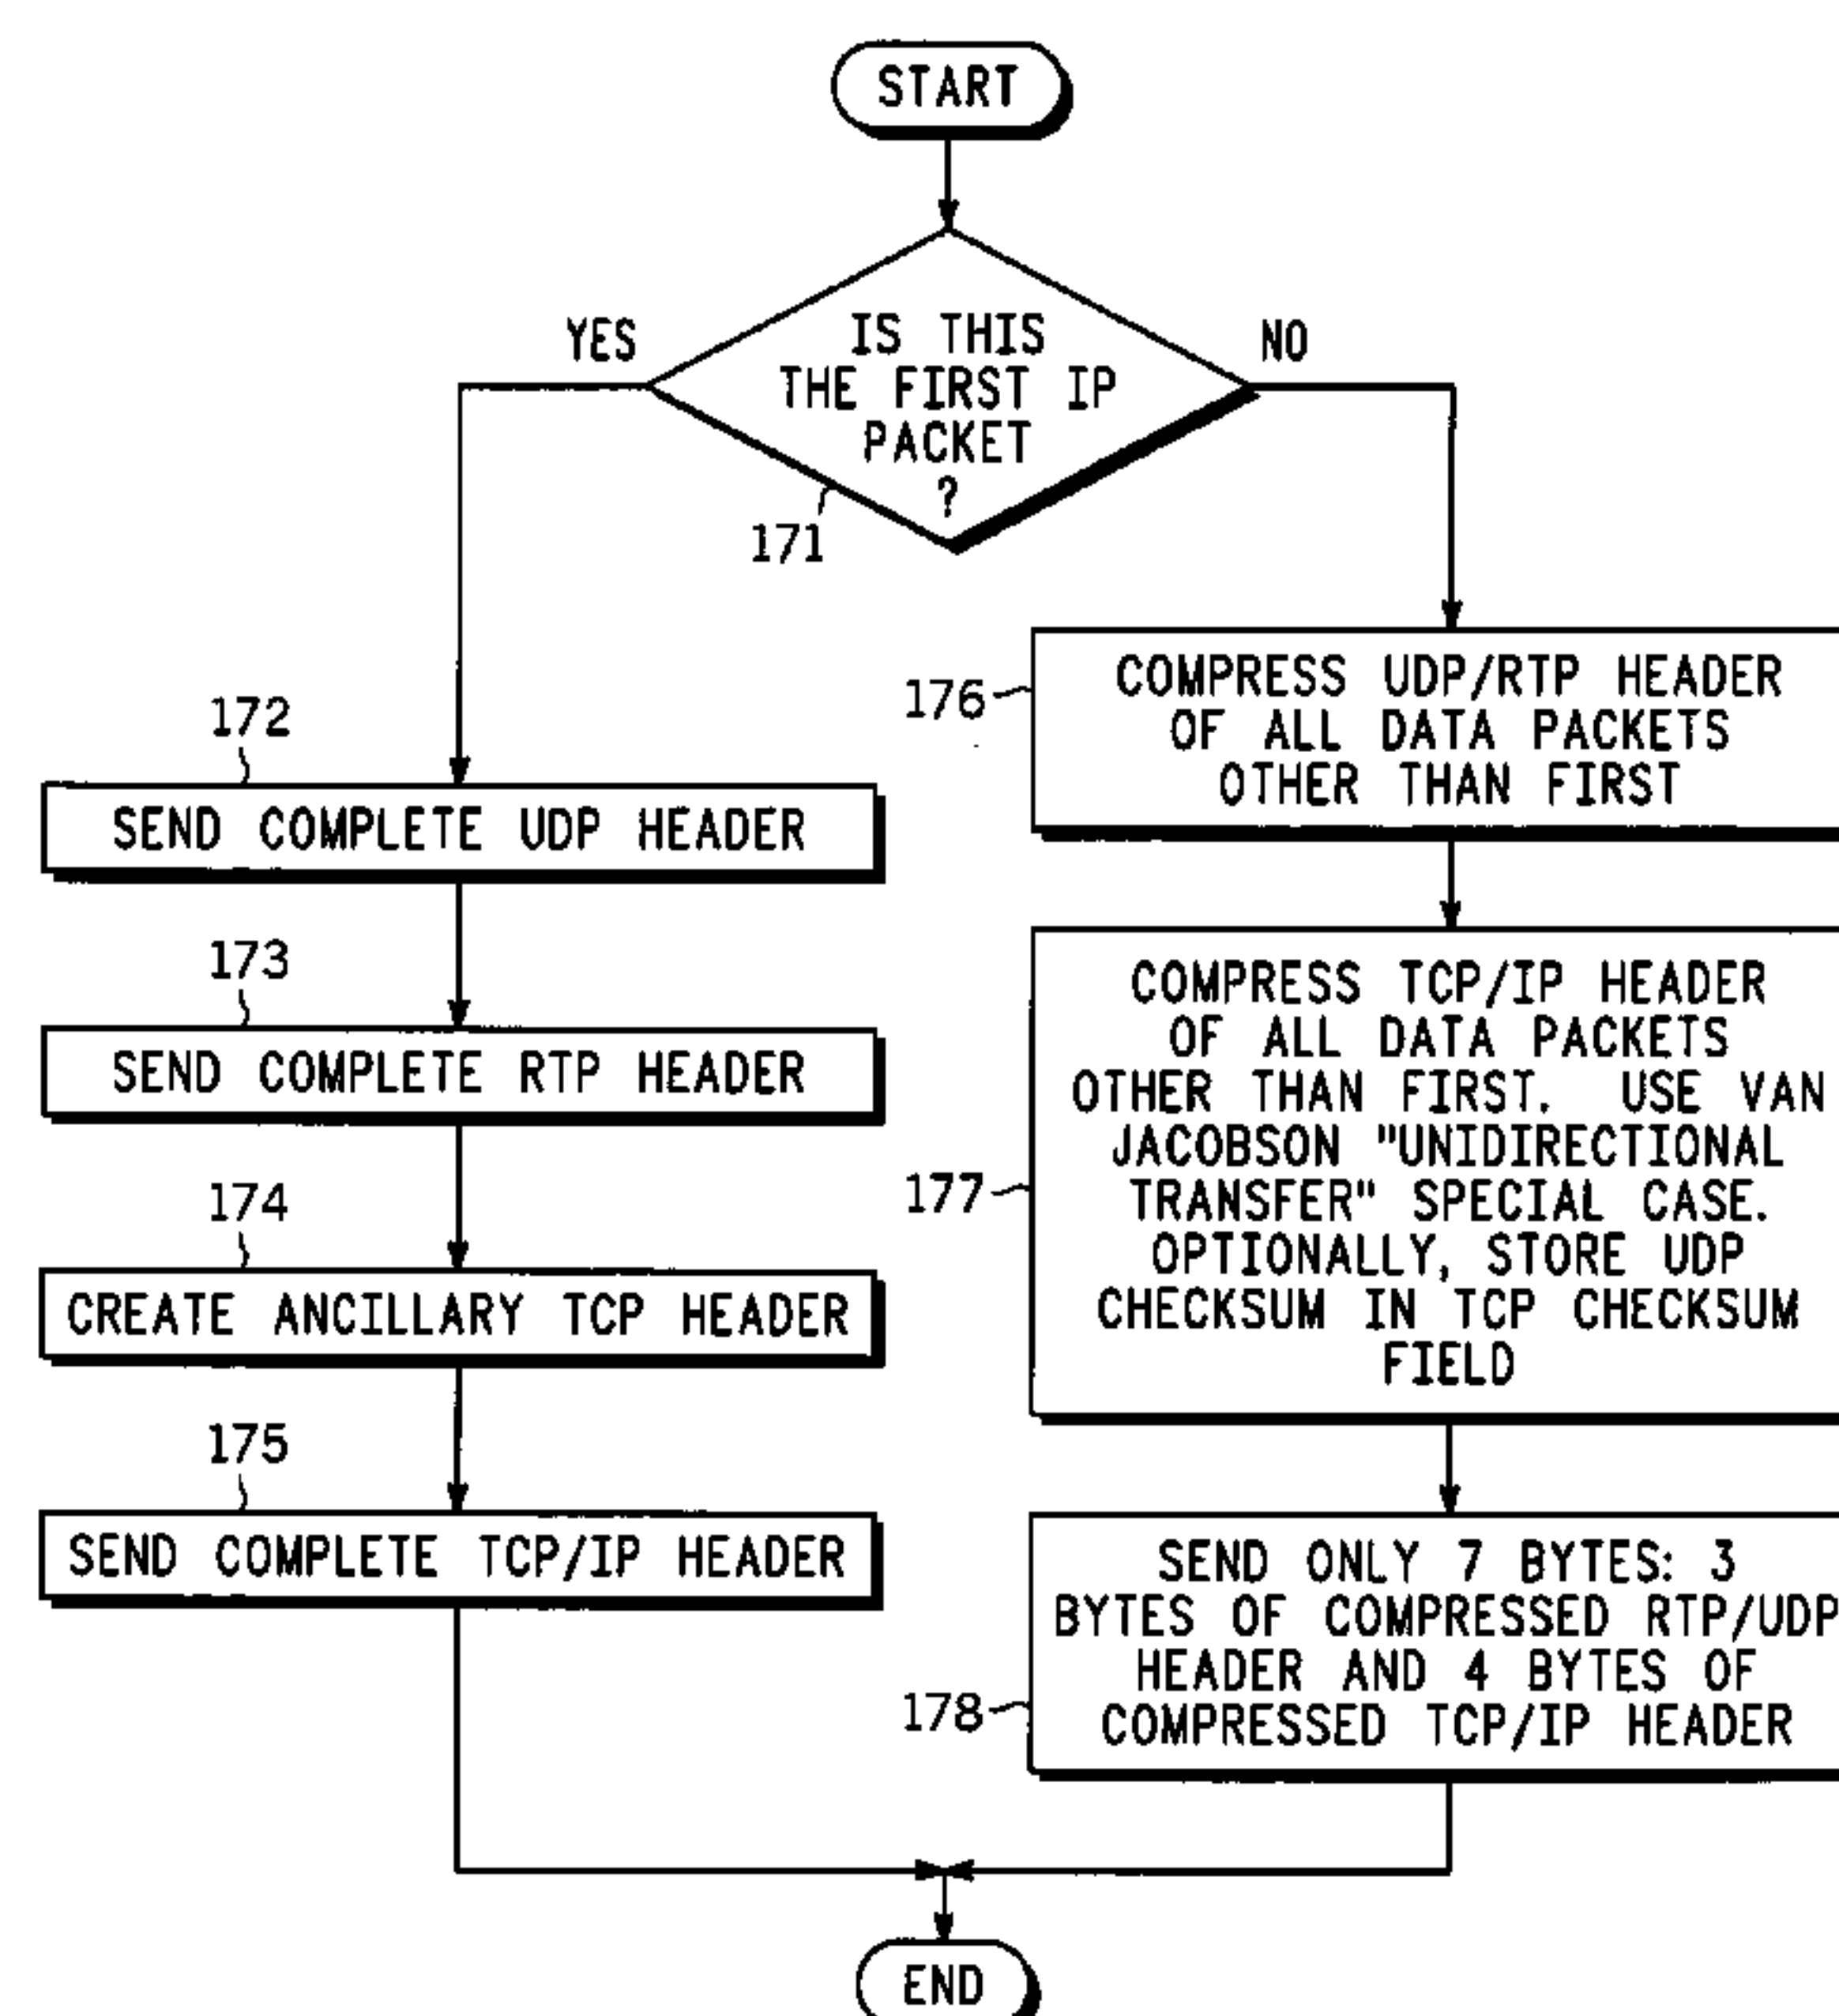 START
IS THIS
THE FIRST IP
PACKET
?
YES
NO
171
172
SEND COMPLETE UDP HEADER
173
SEND COMPLETE RTP HEADER
174
CREATE ANCILLARY TCP HEADER
175
SEND COMPLETE TCP/IP HEADER
176
COMPRESS UDP/RTP HEADER
OF ALL DATA PACKETS
OTHER THAN FIRST
177
COMPRESS TCP/IP HEADER
OF ALL DATA PACKETS
OTHER THAN FIRST. USE VAN
JACOBSON "UNIDIRECTIONAL
TRANSFER" SPECIAL CASE.
OPTIONALLY, STORE UDP
CHECKSUM IN TCP CHECKSUM
FIELD
178
SEND ONLY 7 BYTES: 3
BYTES OF COMPRESSED RTP/UDP
HEADER AND 4 BYTES OF
COMPRESSED TCP/IP HEADER
END